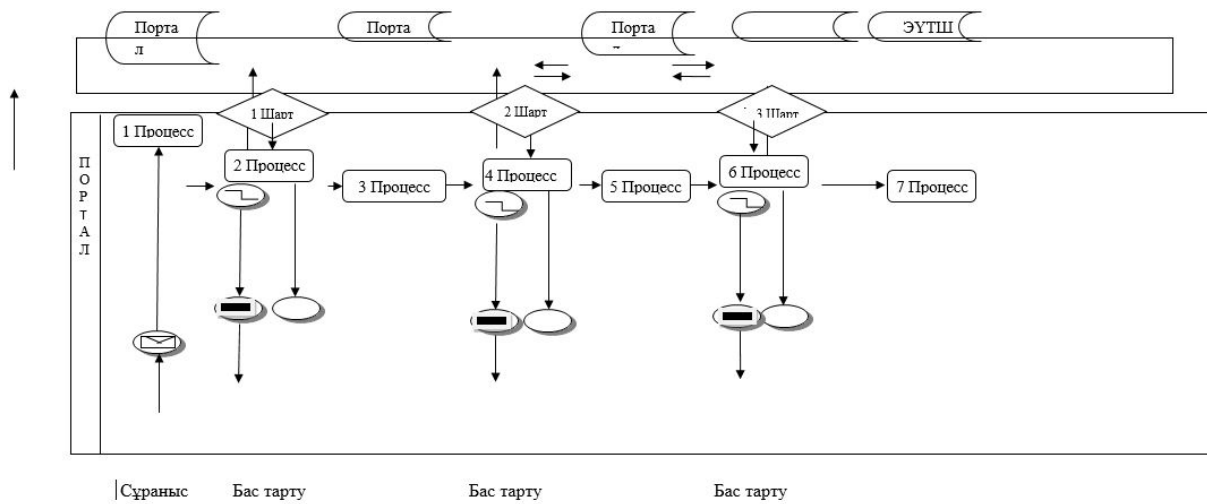 Порта
л
Порта
Порта
ЭҮТШ
1 Шарт
2 Шарт
3 Шарт
1 Процесс
2 Процесс
3 Процесс
4 Процесс
5 Процесс
6 Процесс
7 Процесс
П
О
Р
Т
А
Л
Сұраныс
Бас тарту
Бас тарту
Бас тарту